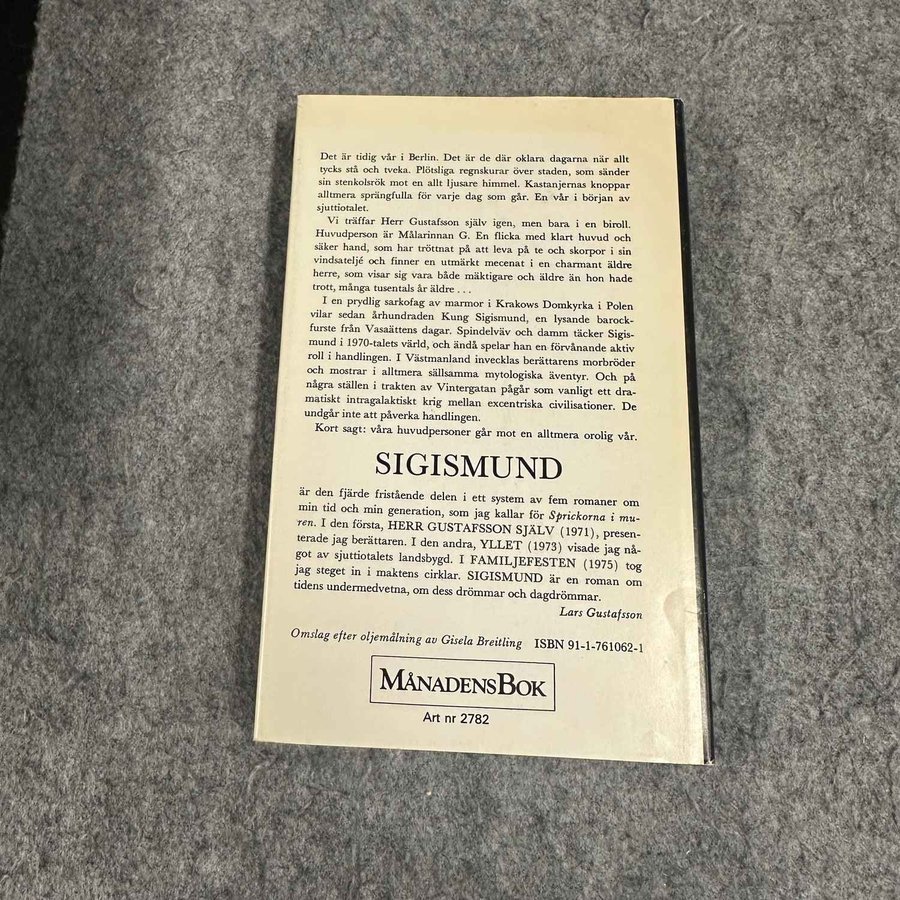 Det är tidig vår i Berlin. Det är de där oklara dagarna när allt
tycks stå och tveka. Plötsliga regnskurar över staden, som sänder
sin stenkolsrök mot en allt ljusare himmel. Kastanjernas knoppar
alltmera sprängfulla för varje dag som går. En vår i början av
sjuttiotalet.
Vi träffar Herr Gustafsson själv igen, men bara i en biroll.
Huvudperson är Målarinnan G. En flicka med klart huvud och
säker hand, som har tröttnat på att leva på te och skorpor i sin
vindsateljé och finner en utmärkt mecenat i en charmant äldre
herre, som visar sig vara både mäktigare och äldre än hon hade
trott, många tusentals år äldre . . .
I en prydlig sarkofag av marmor i Krakows Domkyrka i Polen
vilar sedan århundraden Kung Sigismund, en lysande barock-
furste från Vasaättens dagar. Spindelväv och damm täcker Sigis-
mund i 1970-talets värld, och ändå spelar han en förvånande aktiv
roll i handlingen. I Västmanland invecklas berättarens morbröder
och mostrar i alltmera sällsamma mytologiska äventyr. Och på
några ställen i trakten av Vintergatan pågår som vanligt ett dra-
matiskt intragalaktiskt krig mellan excentriska civilisationer. De
undgår inte att påverka handlingen.
Kort sagt: våra huvudpersoner går mot en alltmera orolig vår.
SIGISMUND
är den fjärde fristående delen i ett system av fem romaner om
min tid och min generation, som jag kallar för Sprickorna i mu-
ren. I den första, HERR GUSTAFSSON SJÄLV (1971), presen-
terade jag berättaren. I den andra, YLLET (1973) visade jag nå-
got av sjuttiotalets landsbygd. I FAMILJEFESTEN (1975) tog
jag steget in i maktens cirklar. SIGISMUND är en roman om
tidens undermedvetna, om dess drömmar och dagdrömmar.
Lars Gustafsson
Omslag efter oljemålning av Gisela Breitling ISBN 91-1-761062-1
MÅNADENSBOK
Art nr 2782